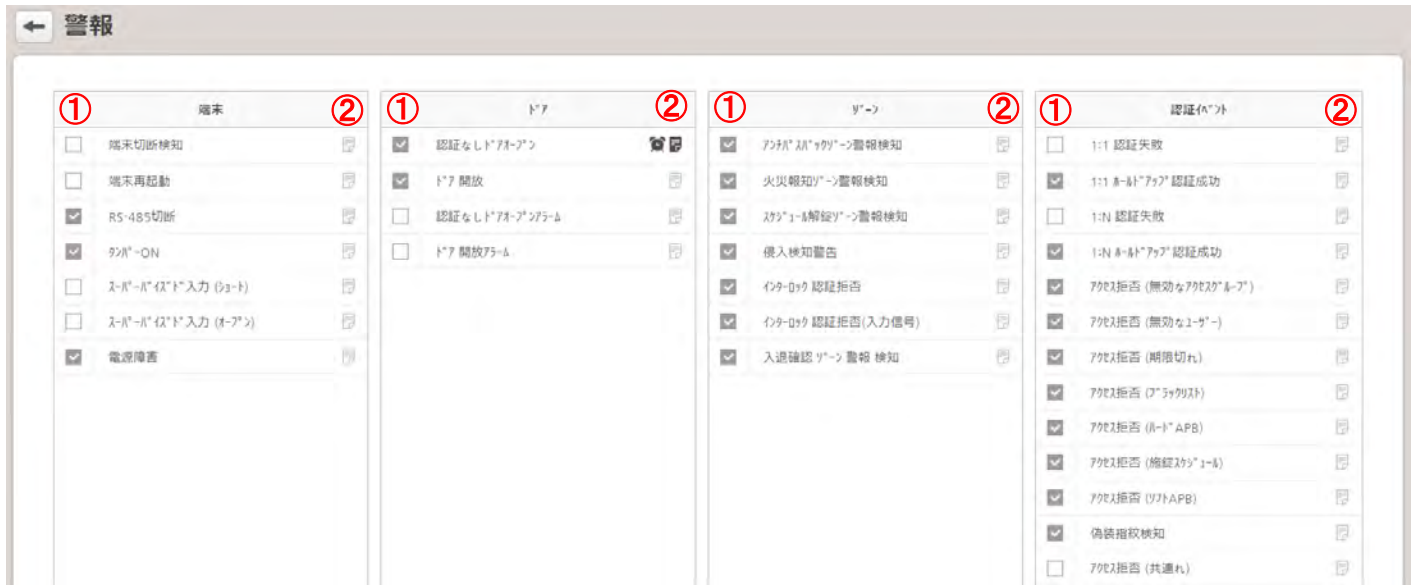 警報
① 端末 ②
端末切断検知
端末再起動
RS-485切断
ﾀﾝﾊﾟｰON
ｽｰﾊﾟｰﾊﾞｲｽﾞﾄﾞ入力 (ｼｮｰﾄ)
ｽｰﾊﾟｰﾊﾞｲｽﾞﾄﾞ入力 (ｵｰﾌﾟﾝ)
電源障害
① ﾄﾞｱ ②
認証なしﾄﾞｱｵｰﾌﾟﾝ
ﾄﾞｱ 開放
認証なしﾄﾞｱｵｰﾌﾟﾝｱﾗｰﾑ
ﾄﾞｱ 開放ｱﾗｰﾑ
① ｿﾞｰﾝ ②
ｱﾝﾁﾊﾟｽﾊﾞｯｸｿﾞｰﾝ警報検知
火災報知ｿﾞｰﾝ警報検知
ｽｹｼﾞｭｰﾙ解錠ｿﾞｰﾝ警報検知
侵入検知警告
ｲﾝﾀｰﾛｯｸ 認証拒否
ｲﾝﾀｰﾛｯｸ 認証拒否(入力信号)
入退確認 ｿﾞｰﾝ 警報 検知
① 認証ｲﾍﾞﾝﾄ ②
1:1 認証失敗
1:1 ﾎｰﾙﾄﾞｱｯﾌﾟ認証成功
1:N 認証失敗
1:N ﾎｰﾙﾄﾞｱｯﾌﾟ認証成功
ｱｸｾｽ拒否 (無効なｱｸｾｽｸﾞﾙｰﾌﾟ)
ｱｸｾｽ拒否 (無効なﾕｰｻﾞｰ)
ｱｸｾｽ拒否 (期限切れ)
ｱｸｾｽ拒否 (ﾌﾞﾗｯｸﾘｽﾄ)
ｱｸｾｽ拒否 (ﾊｰﾄﾞAPB)
ｱｸｾｽ拒否 (施錠ｽｹｼﾞｭｰﾙ)
ｱｸｾｽ拒否 (ｿﾌﾄAPB)
偽装指紋検知
ｱｸｾｽ拒否 (共連れ)